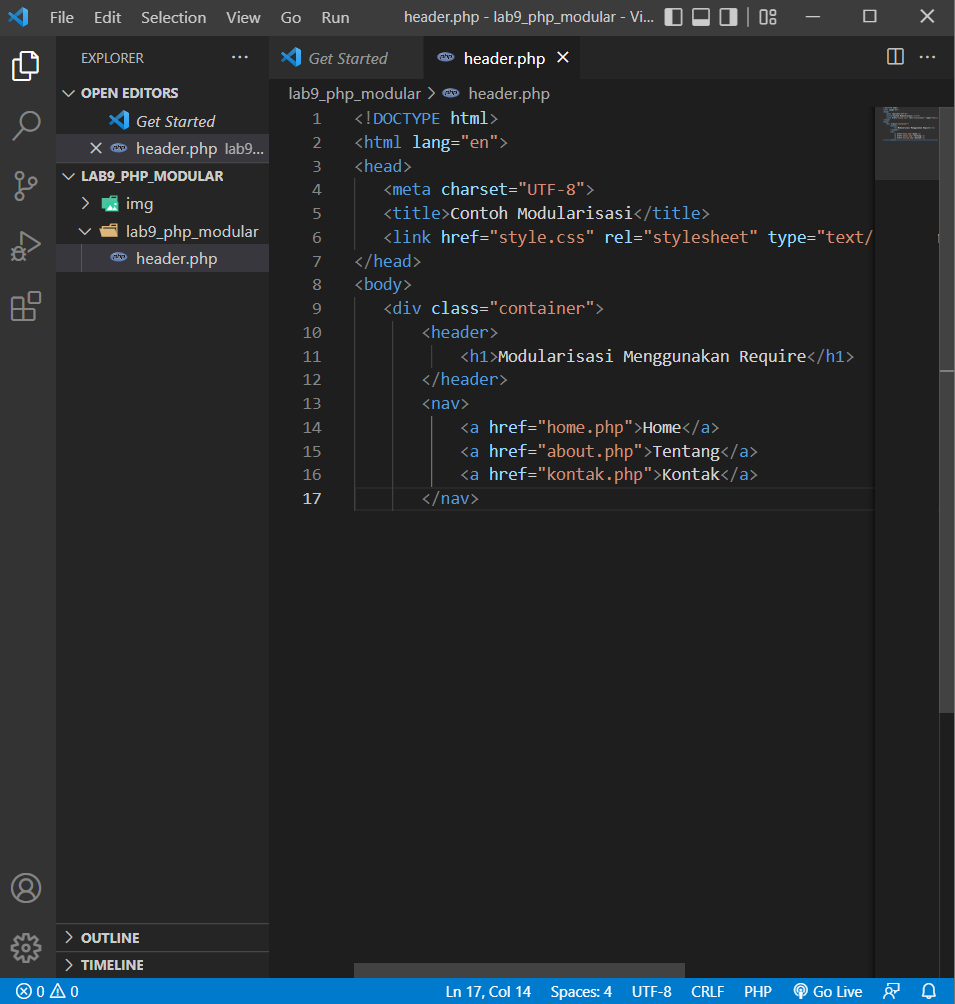 File Edit Selection View Go Run header.php - lab9_php_modular - Vi...
EXPLORER
OPEN EDITORS
Get Started
header.php lab9...
LAB9_PHP_MODULAR
img
lab9_php_modular
header.php
OUTLINE
TIMELINE
Get Started header.php
lab9_php_modular > header.php
1 <!DOCTYPE html>
2 <html lang="en">
3 <head>
4 <meta charset="UTF-8">
5 <title>Contoh Modularisasi</title>
6 <link href="style.css" rel="stylesheet" type="text/
7 </head>
8 <body>
9 <div class="container">
10 <header>
11 <h1>Modularisasi Menggunakan Require</h1>
12 </header>
13 <nav>
14 <a href="home.php">Home</a>
15 <a href="about.php">Tentang</a>
16 <a href="kontak.php">Kontak</a>
17 </nav>
0 0 Ln 17, Col 14 Spaces: 4 UTF-8 CRLF PHP Go Live